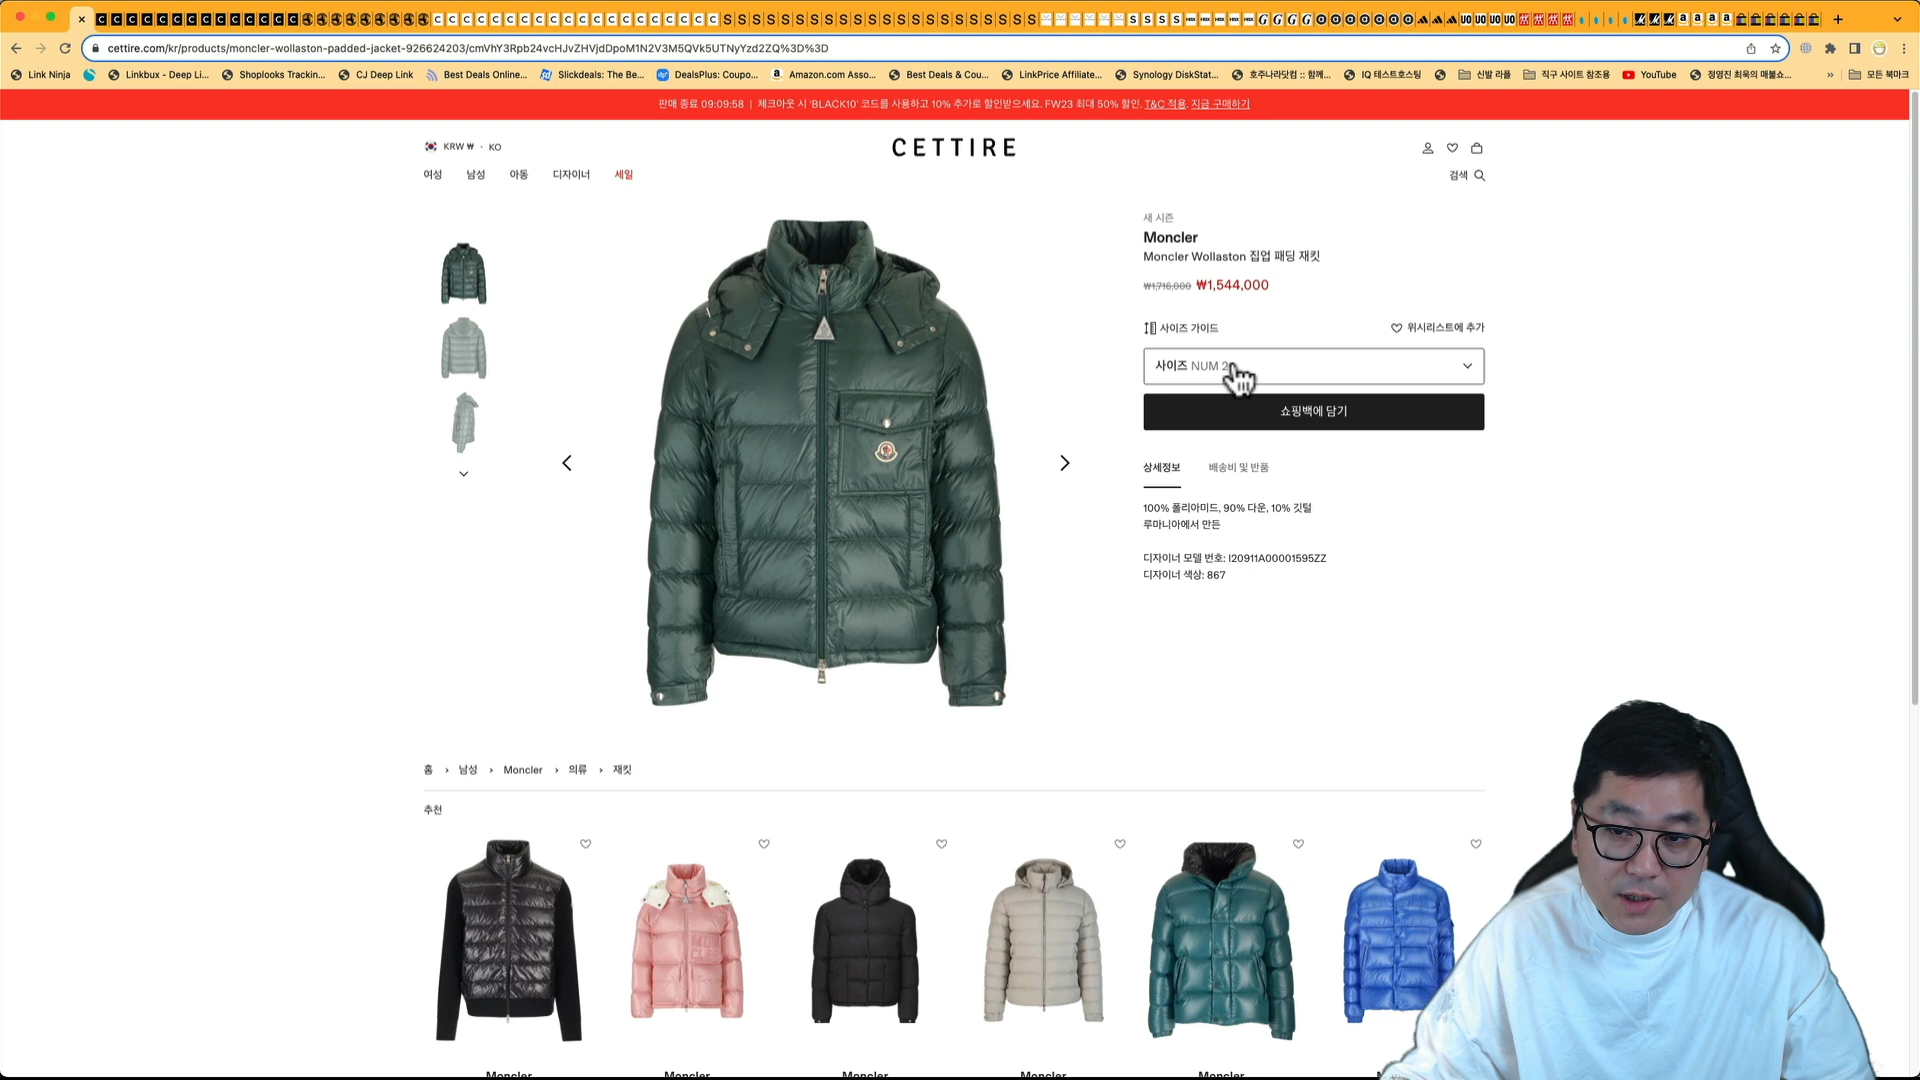 cettire.com/kr/products/moncler-wollaston-padded-jacket-926624203/cmVhY3Rpb24vcHJvZHVjdDpoM1N2V3M5QVk5UTNyYzd2ZQ%3D%3D
Link Ninja
Linkbux - Deep Li...
Shoplooks Trackin...
CJ Deep Link
Best Deals Online...
Slickdeals: The Be...
DealsPlus: Coupo...
Amazon.com Asso...
Best Deals & Cou...
LinkPrice Affiliate...
Synology DiskStat...
호주나라닷컴 :: 함께...
IQ 테스트호스팅
신발 라플
직구 사이트 참조용
YouTube
정영진 최욱의 매불쇼...
모든 북마크
판매 종료 09:09:58 | 체크아웃 시 'BLACK10' 코드를 사용하고 10% 추가로 할인받으세요. FW23 최대 50% 할인. T&C 적용. 지금 구매하기
KRW ₩ - KO
CETTIRE
여성 남성 아동 디자이너 세일
검색
새 시즌
Moncler
Moncler Wollaston 집업 패딩 재킷
₩1,716,000 ₩1,544,000
사이즈 가이드
위시리스트에 추가
사이즈 NUM 2
쇼핑백에 담기
상세정보 배송비 및 반품
100% 폴리아미드, 90% 다운, 10% 깃털
루마니아에서 만든
디자이너 모델 번호: I20911A00001595ZZ
디자이너 색상: 867
홈 › 남성 › Moncler › 의류 › 재킷
추천
Moncler Moncler Moncler Moncler Moncler